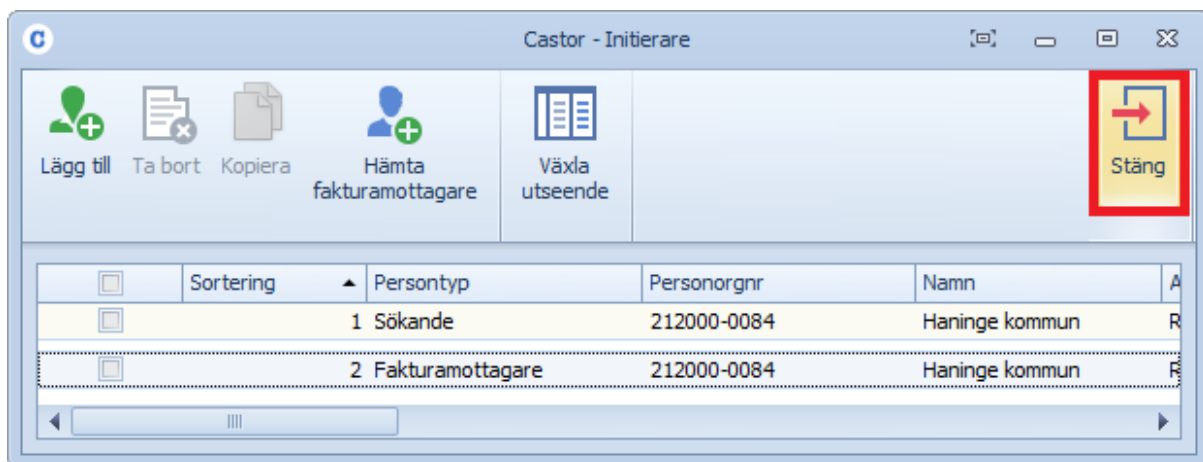 C
Castor - Initierare
Lägg till
Ta bort
Kopiera
Hämta
fakturamottagare
Växla
utseende
Stäng
Sortering Persontyp Personorgnr Namn A
1 Sökande 212000-0084 Haninge kommun R
2 Fakturamottagare 212000-0084 Haninge kommun R